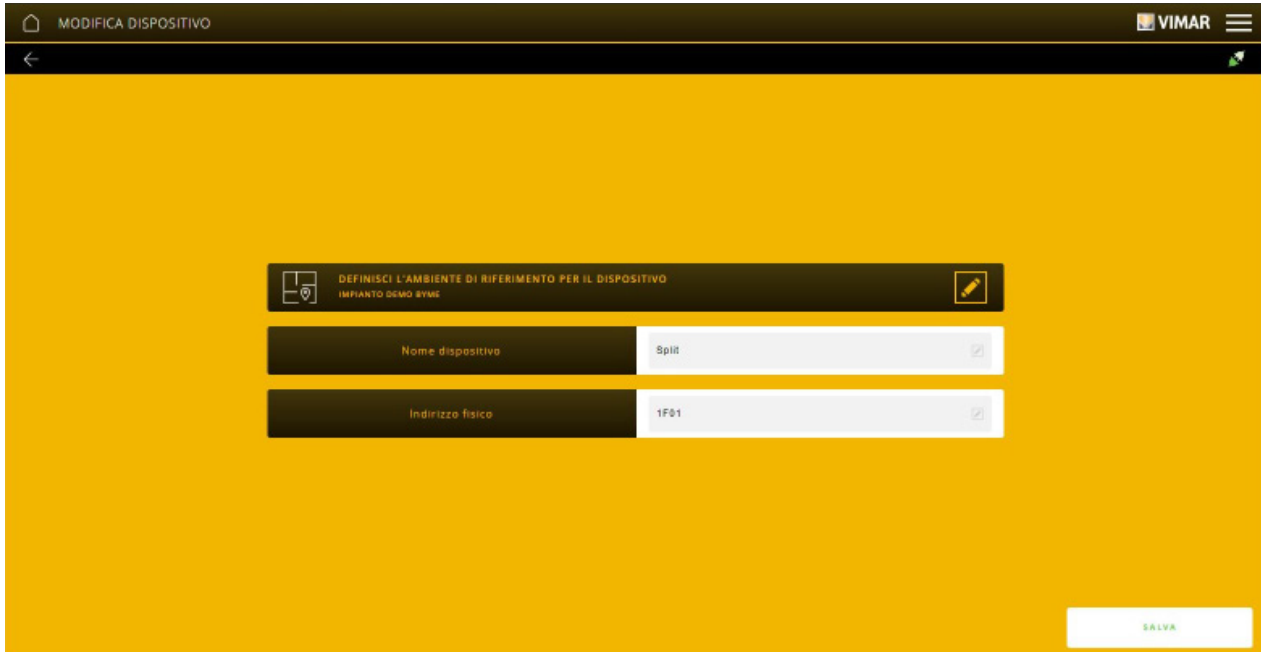 MODIFICA DISPOSITIVO
VIMAR
DEFINISCI L'AMBIENTE DI RIFERIMENTO PER IL DISPOSITIVO
IMPIANTO DEMO BYME
Nome dispositivo
Split
Indirizzo fisico
1F01
SALVA